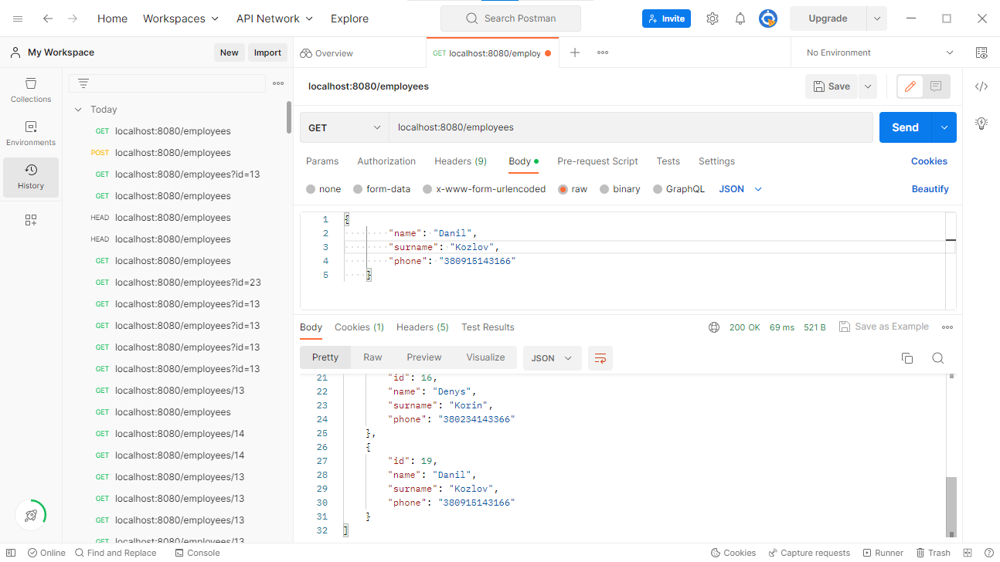 Home Workspaces API Network Explore Search Postman Invite Upgrade
My Workspace New Import Overview GET localhost:8080/employ No Environment
Collections
Environments
History
Today
GET localhost:8080/employees
POST localhost:8080/employees
GET localhost:8080/employees?id=13
GET localhost:8080/employees
HEAD localhost:8080/employees
HEAD localhost:8080/employees
GET localhost:8080/employees
GET localhost:8080/employees?id=23
GET localhost:8080/employees?id=13
GET localhost:8080/employees?id=13
GET localhost:8080/employees?id=13
GET localhost:8080/employees?id=13
GET localhost:8080/employees/13
GET localhost:8080/employees
GET localhost:8080/employees/14
GET localhost:8080/employees/14
GET localhost:8080/employees/13
GET localhost:8080/employees/13
GET localhost:8080/employees/13
GET localhost:8080/employees/13
localhost:8080/employees Save
GET localhost:8080/employees Send
Params Authorization Headers (9) Body Pre-request Script Tests Settings Cookies
none form-data x-www-form-urlencoded raw binary GraphQL JSON Beautify
1 {
2 "name": "Danil",
3 "surname": "Kozlov",
4 "phone": "380915143166"
5 }
Body Cookies (1) Headers (5) Test Results 200 OK 69 ms 521 B Save as Example
Pretty Raw Preview Visualize JSON
21 "id": 16,
22 "name": "Denys",
23 "surname": "Korin",
24 "phone": "380234143366"
25 },
26 {
27 "id": 19,
28 "name": "Danil",
29 "surname": "Kozlov",
30 "phone": "380915143166"
31 }
32 ]
Online Find and Replace Console Cookies Capture requests Runner Trash